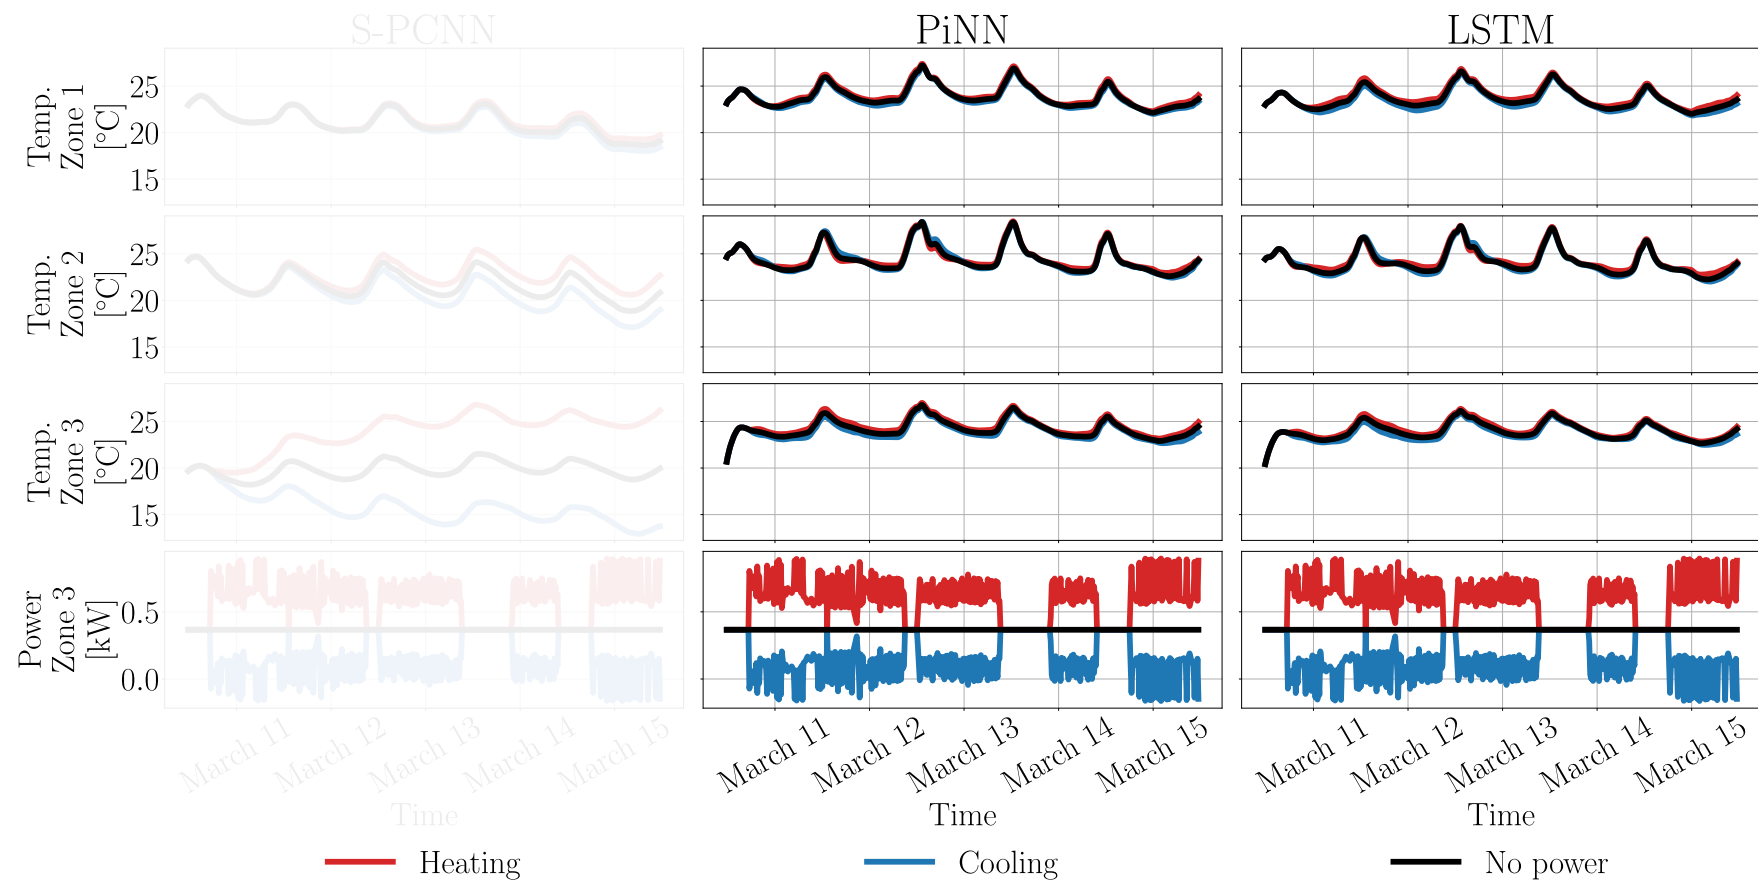 S-PCNN PiNN LSTM
Temp.
Zone 1
[°C]
25
20
15
Temp.
Zone 2
[°C]
25
20
15
Temp.
Zone 3
[°C]
25
20
15
Power
Zone 3
[kW]
0.5
0.0
March 11 March 12 March 13 March 14 March 15 March 11 March 12 March 13 March 14 March 15 March 11 March 12 March 13 March 14 March 15
Time Time Time
Heating Cooling No power